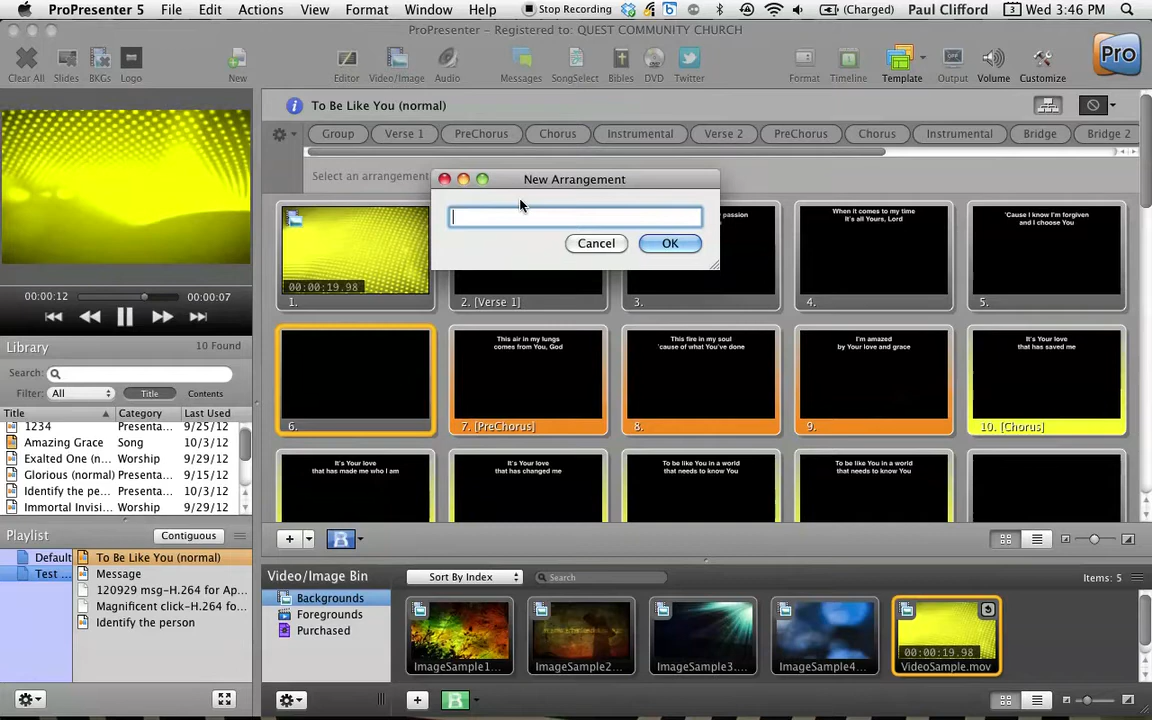 ProPresenter 5 File Edit Actions View Format Window Help Stop Recording (Charged) Paul Clifford 3 Wed 3:46 PM
ProPresenter - Registered to: QUEST COMMUNITY CHURCH
Clear All Slides BKGs Logo New Editor Video/Image Audio Messages SongSelect Bibles DVD Twitter Format Timeline Template Output Volume Customize
Pro
To Be Like You (normal)
Group Verse 1 PreChorus Chorus Instrumental Verse 2 PreChorus Chorus Instrumental Bridge Bridge 2
Select an arrangement
New Arrangement
Cancel OK
00:00:19.98
1.
2. [Verse 1]
passion
3.
When it comes to my time
It's all Yours, Lord
4.
'Cause I know I'm forgiven
and I choose You
5.
6.
This air in my lungs
comes from You, God
7. [PreChorus]
This fire in my soul
'cause of what You've done
8.
I'm amazed
by Your love and grace
9.
It's Your love
that has saved me
10. [Chorus]
It's Your love
that has made me who I am
It's Your love
that has changed me
To be like You in a world
that needs to know You
To be like You in a world
that needs to know You
00:00:12 00:00:07
Library 10 Found
Search:
Filter: All Title Contents
Title Category Last Used
1234 Presenta... 9/25/12
Amazing Grace Song 10/3/12
Exalted One (n... Worship 9/29/12
Glorious (normal) Presenta... 9/15/12
Identify the pe... Presenta... 10/3/12
Immortal Invisi... Worship 9/29/12
Playlist Contiguous
Default
Test ...
To Be Like You (normal)
Message
120929 msg-H.264 for Ap...
Magnificent click-H.264 fo...
Identify the person
Video/Image Bin Sort By Index Search Items: 5
Backgrounds
Foregrounds
Purchased
ImageSample1... ImageSample2... ImageSample3.... ImageSample4...
00:00:19.98
VideoSample.mov